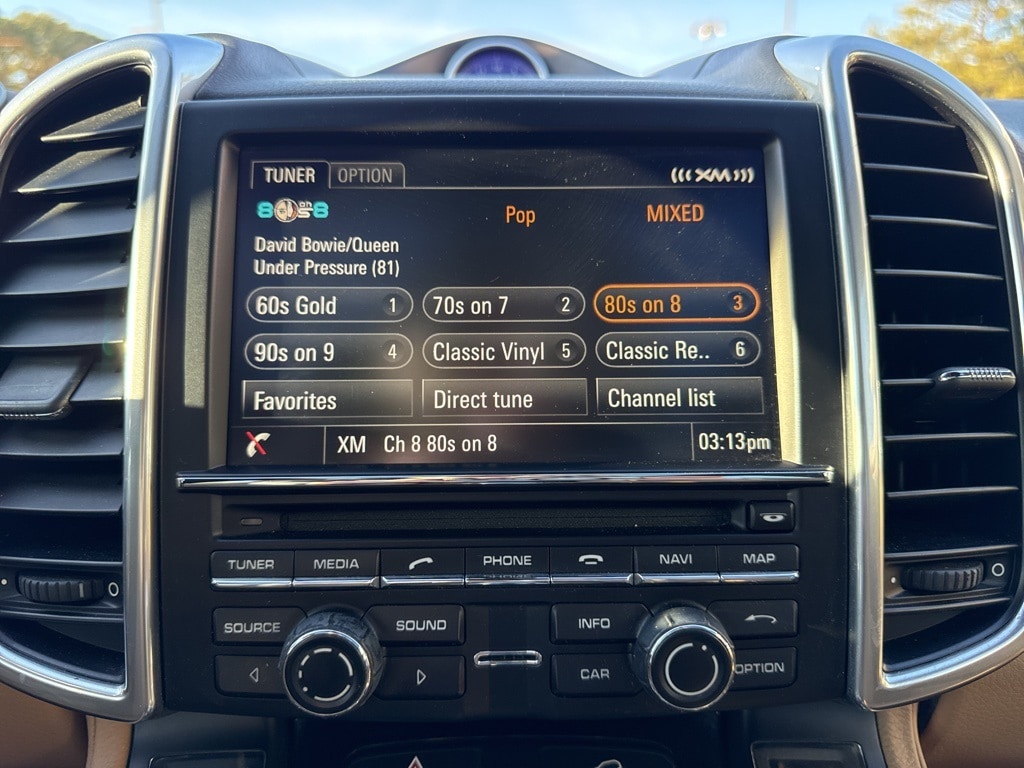 TUNER OPTION XM
80s on 8 Pop MIXED
David Bowie/Queen
Under Pressure (81)
60s Gold 1 70s on 7 2 80s on 8 3
90s on 9 4 Classic Vinyl 5 Classic Re.. 6
Favorites Direct tune Channel list
XM Ch 8 80s on 8 03:13pm
TUNER MEDIA PHONE NAVI MAP
SOURCE SOUND INFO
CAR OPTION